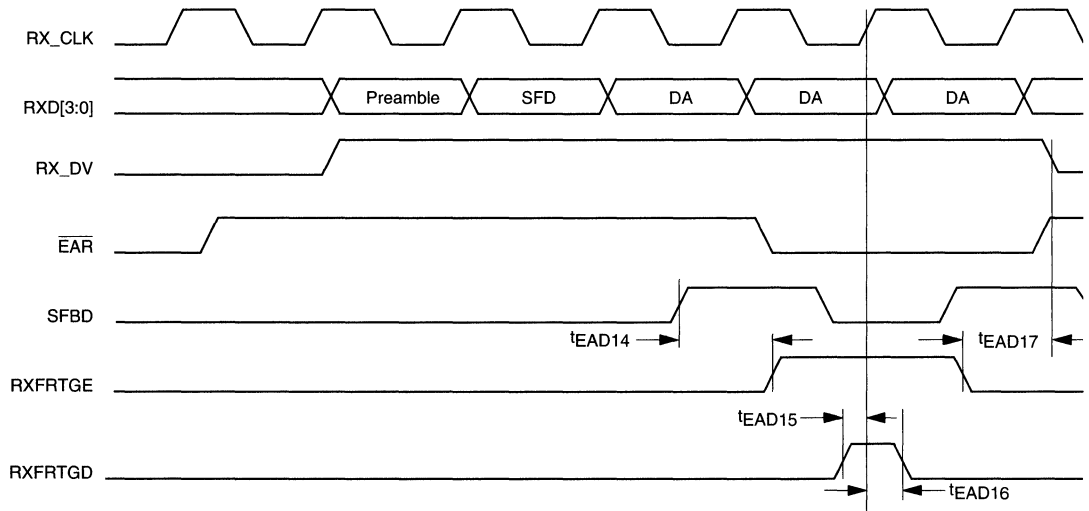 RX_CLK
RXD[3:0]
Preamble SFD DA DA DA
RX_DV
EAR
SFBD
tEAD14 tEAD17
RXFRTGE
tEAD15
RXFRTGD
tEAD16